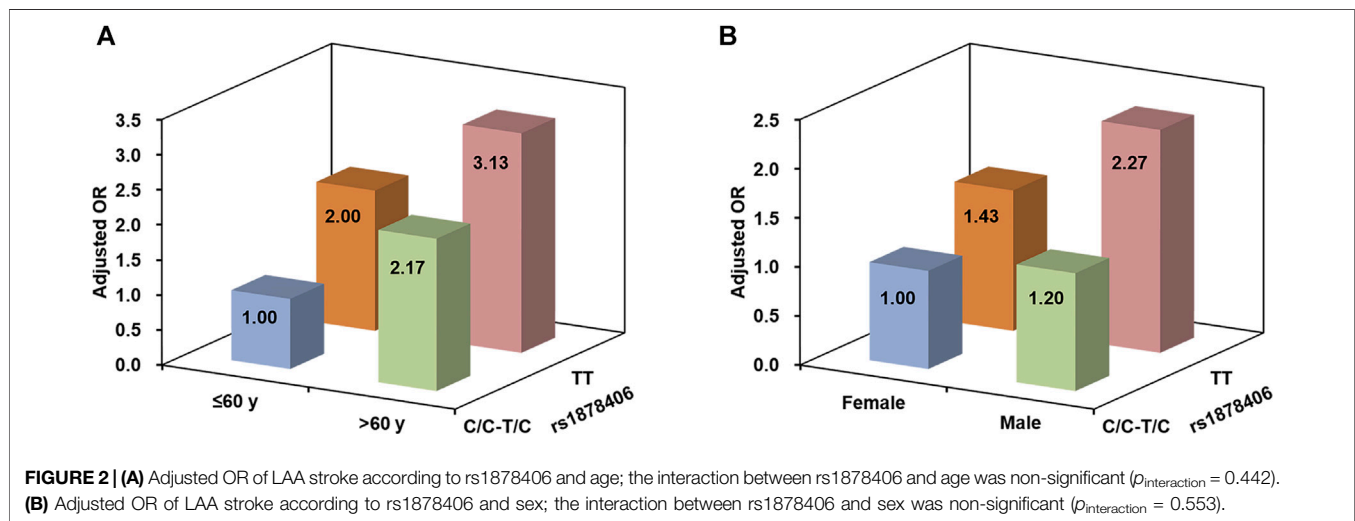 A
Adjusted OR
3.5
3.0
2.5
2.0
1.5
1.0
0.5
0.0
1.00
2.00
2.17
3.13
≤60 y
>60 y
C/C-T/C
TT
rs1878406
B
Adjusted OR
2.5
2.0
1.5
1.0
0.5
0.0
1.00
1.43
1.20
2.27
Female
Male
C/C-T/C
TT
rs1878406
FIGURE 2 | (A) Adjusted OR of LAA stroke according to rs1878406 and age; the interaction between rs1878406 and age was non-significant (pinteraction = 0.442).
(B) Adjusted OR of LAA stroke according to rs1878406 and sex; the interaction between rs1878406 and sex was non-significant (pinteraction = 0.553).